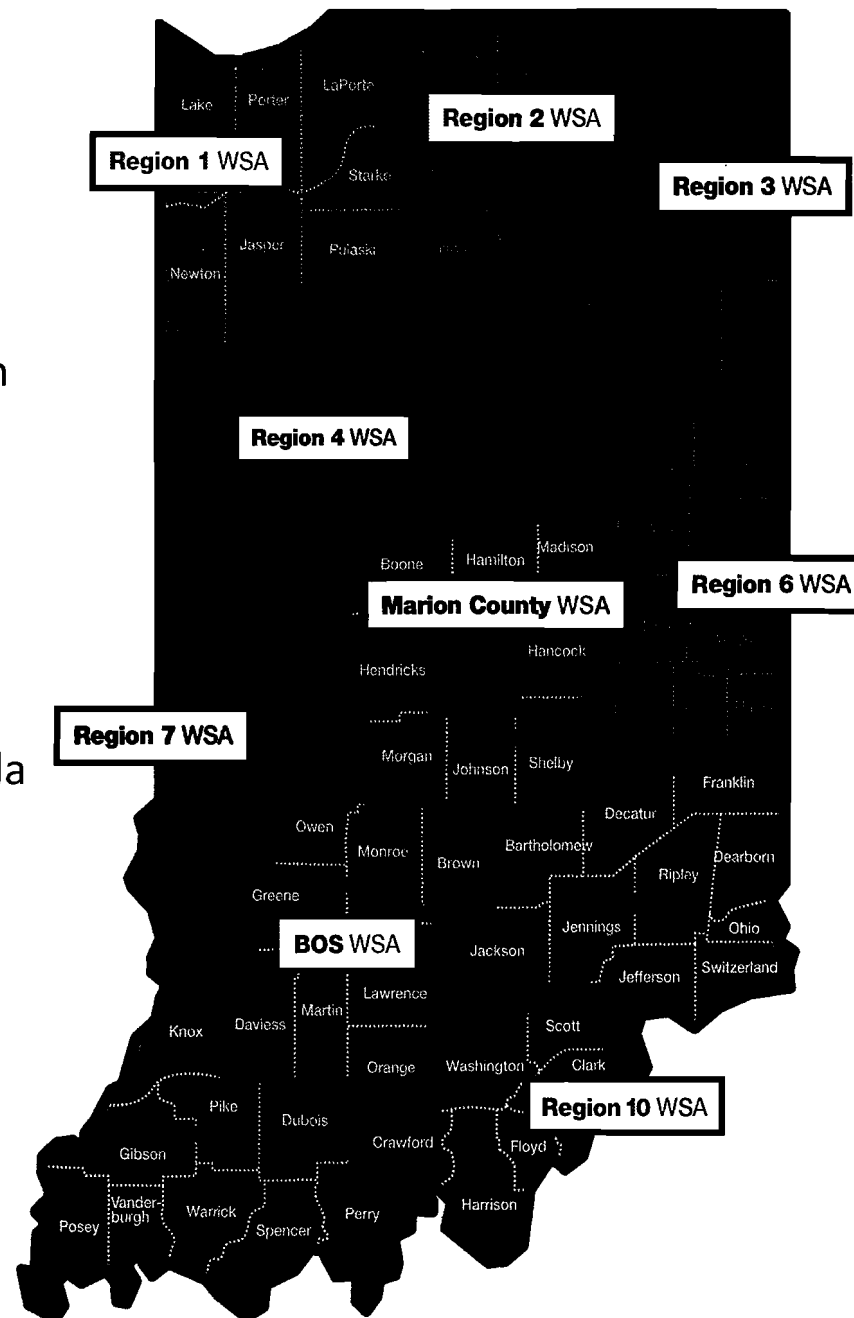 LaPorte
Lake
Porter
Region 2 WSA
Region 1 WSA
Starke
Region 3 WSA
Jasper
Pulaski
Newton
n
Region 4 WSA
Boone
Hamilton
Madison
Region 6 WSA
Marion County WSA
Hancock
Hendricks
Region 7 WSA
Morgan
Johnson
Shelby
la
Franklin
Decatur
Owen
Monroe
Brown
Bartholomew
Ripley
Dearborn
Greene
Jennings
Ohio
BOS WSA
Jackson
Jefferson
Switzerland
Lawrence
Martin
Knox
Daviess
Scott
Orange
Washington
Clark
Pike
Dubois
Region 10 WSA
Crawford
Floyd
Gibson
Harrison
Vander-
burgh
Posey
Warrick
Spencer
Perry